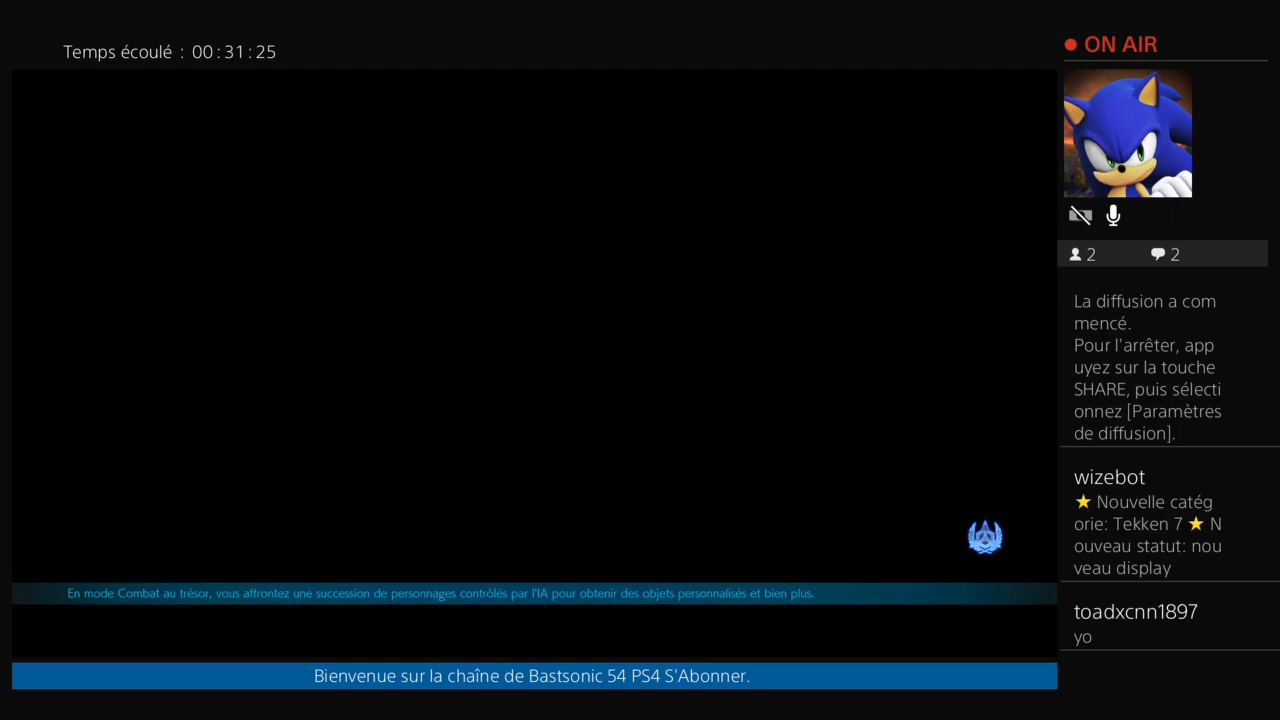 Temps écoulé : 00:31:25
ON AIR
2
2
La diffusion a com
mencé.
Pour l'arrêter, app
uyez sur la touche
SHARE, puis sélecti
onnez [Paramètres
de diffusion].
wizebot
⭐ Nouvelle catég
orie: Tekken 7 ⭐ N
ouveau statut: nou
veau display
toadxcnn1897
yo
En mode Combat au trésor, vous affrontez une succession de personnages contrôlés par l'IA pour obtenir des objets personnalisés et bien plus.
Bienvenue sur la chaîne de Bastsonic 54 PS4 S'Abonner.